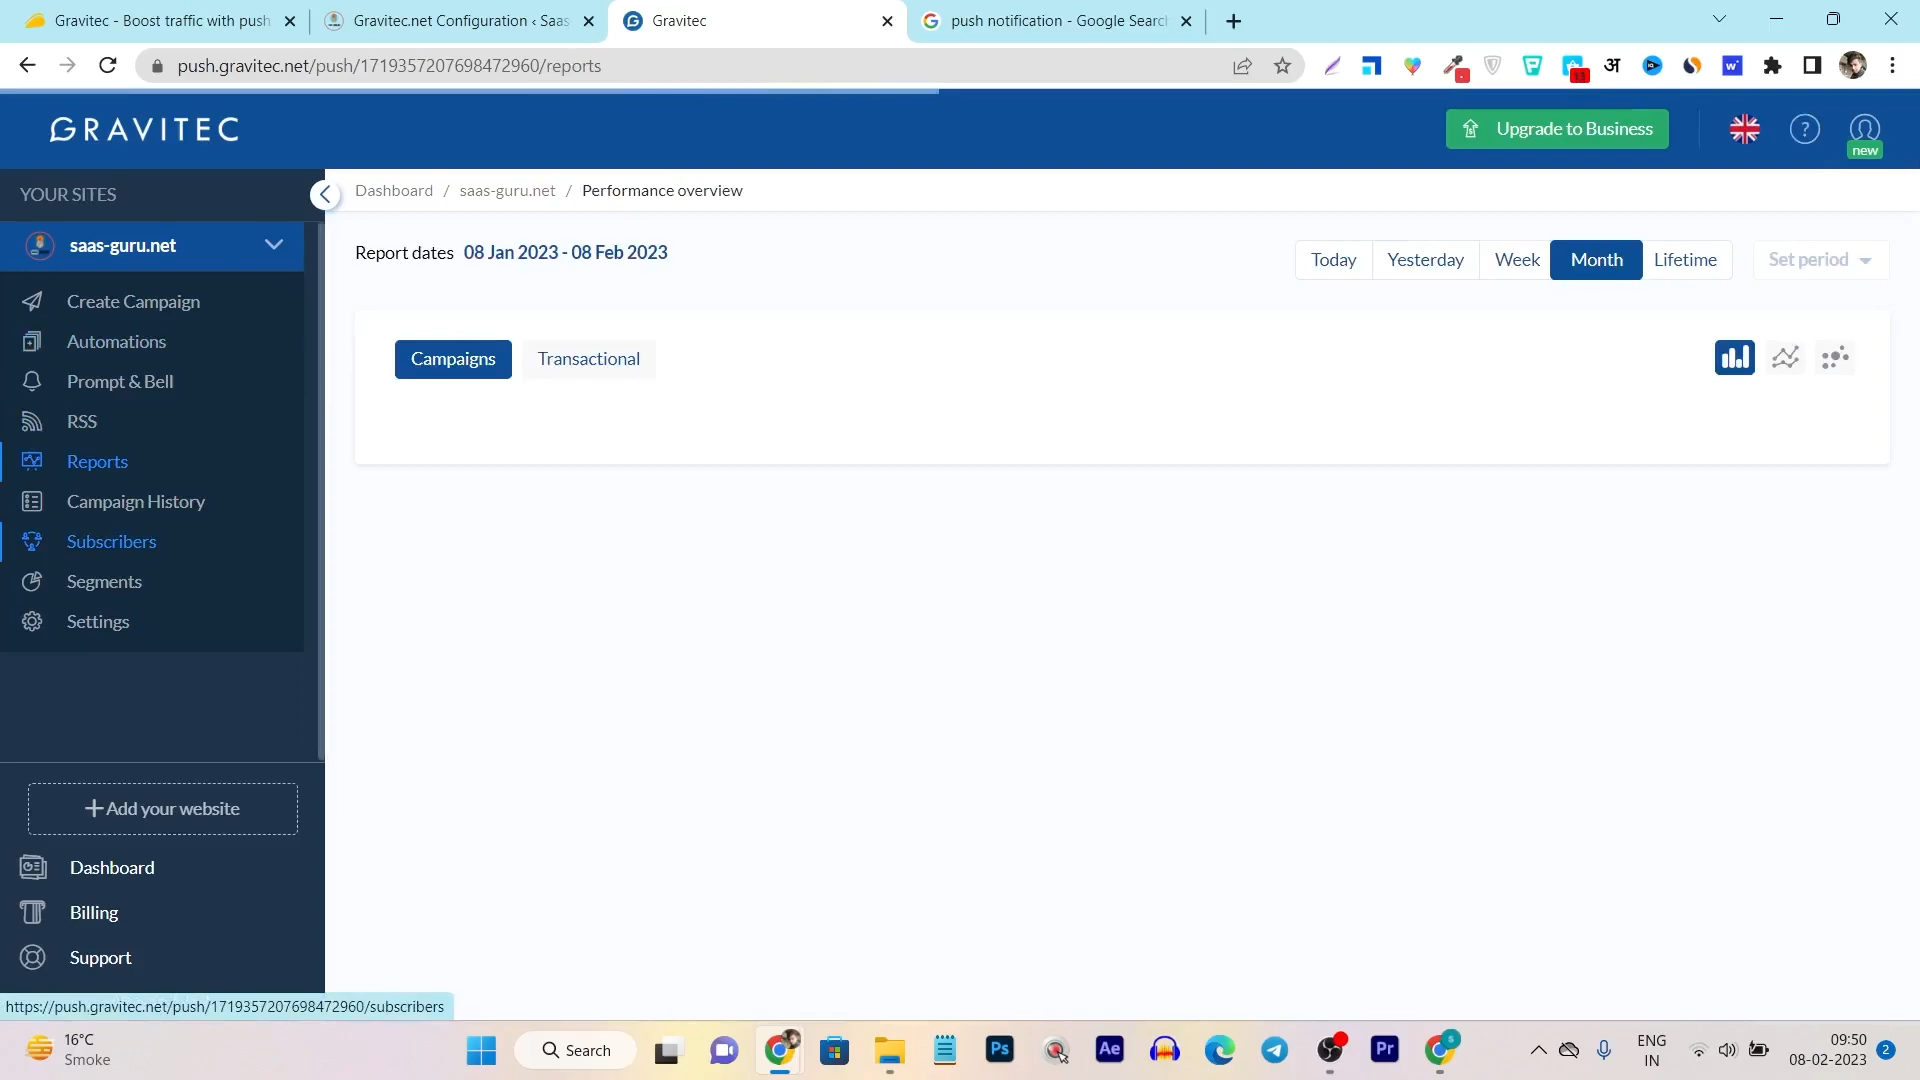 Gravitec - Boost traffic with push
Gravitec.net Configuration ‹ Saas
Gravitec
push notification - Google Search
push.gravitec.net/push/1719357207698472960/reports
अ
GRAVITEC
Upgrade to Business
new
YOUR SITES
Dashboard / saas-guru.net / Performance overview
saas-guru.net
Report dates 08 Jan 2023 - 08 Feb 2023
Today
Yesterday
Week
Month
Lifetime
Set period
Create Campaign
Automations
Prompt & Bell
RSS
Reports
Campaign History
Subscribers
Segments
Settings
Campaigns
Transactional
Add your website
Dashboard
Billing
Support
https://push.gravitec.net/push/1719357207698472960/subscribers
16°C
Smoke
Search
Ps
Ae
Pr
ENG
IN
09:50
08-02-2023
2